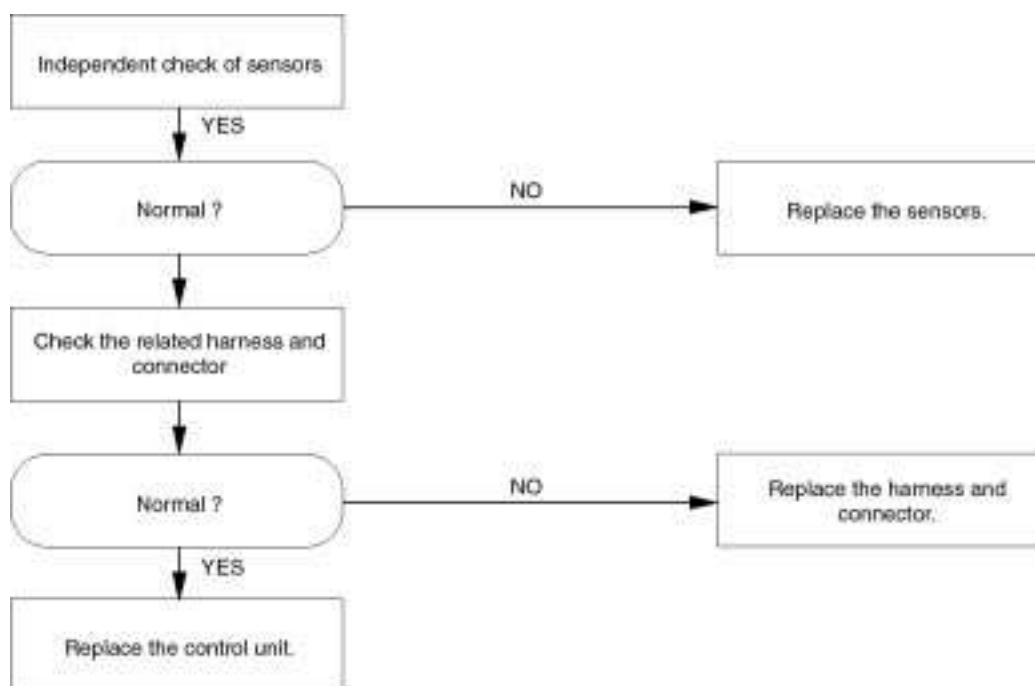 Independent check of sensors
YES
Normal ?
NO
Replace the sensors.
Check the related harness and
connector
Normal ?
NO
Replace the harness and
connector.
YES
Replace the control unit.